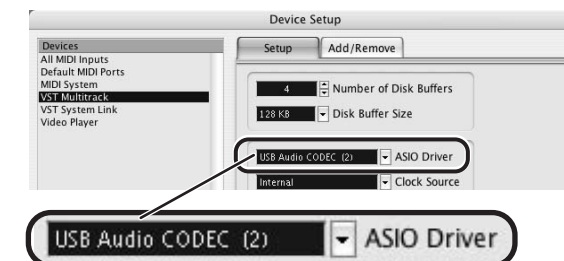 Device Setup
Devices
All MIDI Inputs
Default MIDI Ports
MIDI System
VST Multitrack
VST System Link
Video Player
Setup
Add/Remove
4 Number of Disk Buffers
128 KB Disk Buffer Size
USB Audio CODEC (2) ASIO Driver
Internal Clock Source
USB Audio CODEC (2) ASIO Driver